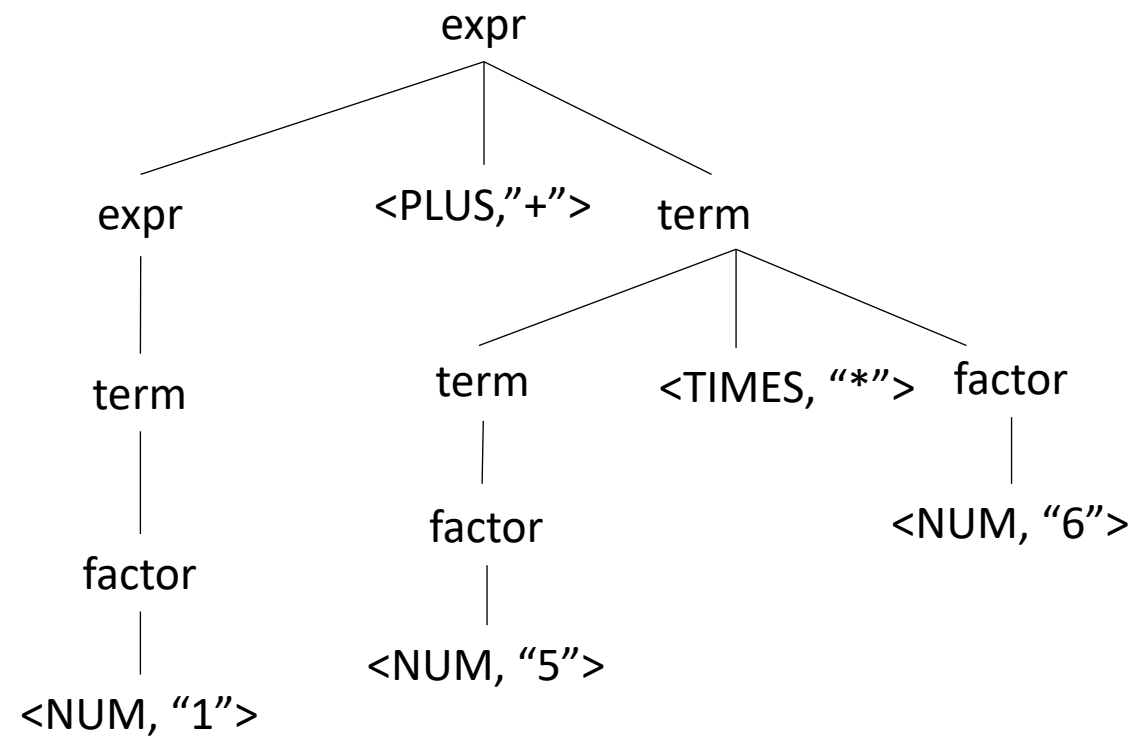 expr
expr <PLUS,”+”> term
term term <TIMES, “*”> factor
factor factor <NUM, “6”>
<NUM, “5”>
<NUM, “1”>